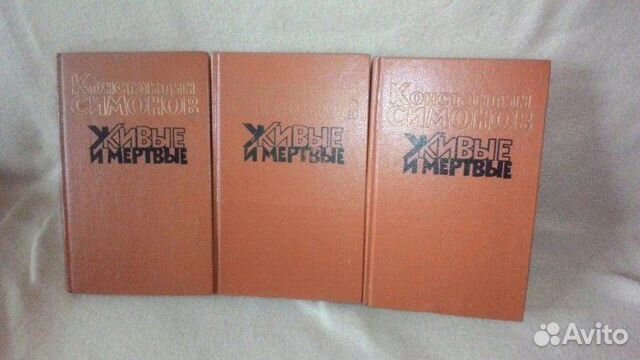 Константин
СИМОНОВ
ЖИВЫЕ
И МЕРТВЫЕ
ЖИВЫЕ
И МЕРТВЫЕ
Константин
СИМОНОВ
ЖИВЫЕ
И МЕРТВЫЕ
Avito